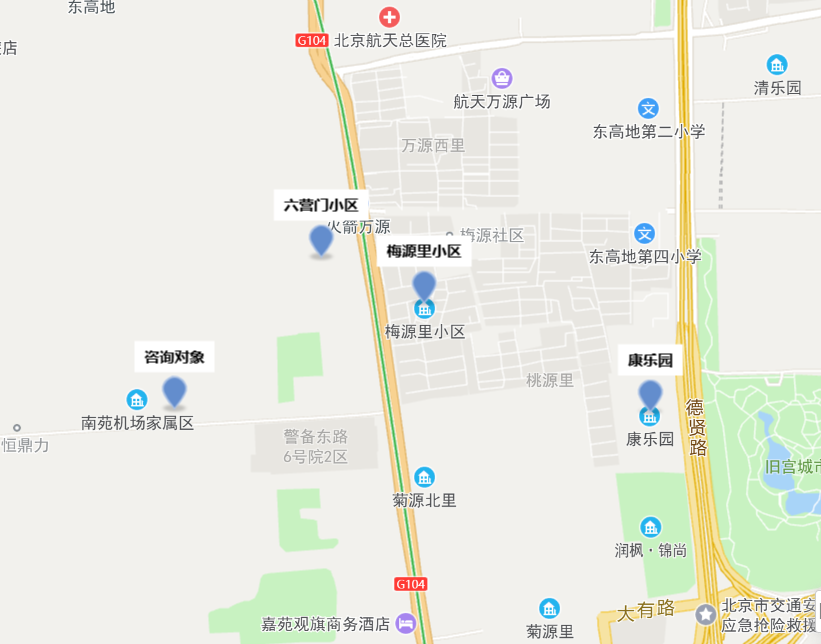 东高地
店
G104
北京航天总医院
清乐园
航天万源广场
东高地第二小学
万源西里
六营门小区
火箭万源
梅源社区
梅源里小区
东高地第四小学
梅源里小区
咨询对象
康乐园
桃源里
南苑机场家属区
恒鼎力
警备东路
6号院2区
康乐园
德贤路
旧宫城市
菊源北里
润枫·锦尚
G104
嘉苑观旗商务酒店
菊源里
大有路
北京市交通安
应急抢险救援